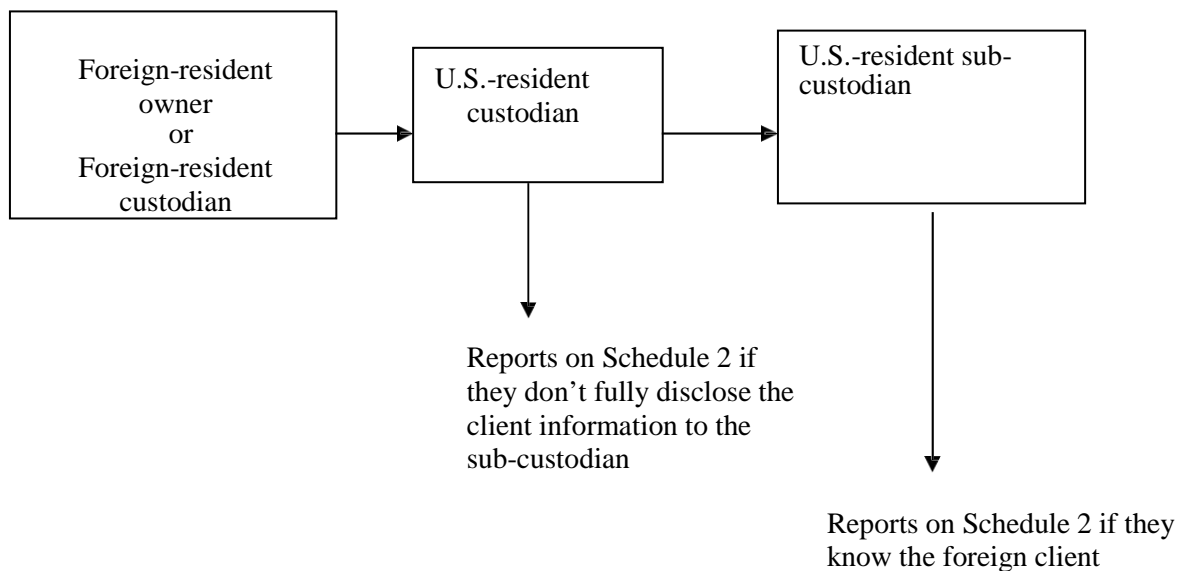 Foreign-resident
owner
or
Foreign-resident
custodian
U.S.-resident
custodian
U.S.-resident sub-
custodian
Reports on Schedule 2 if
they don’t fully disclose the
client information to the
sub-custodian
Reports on Schedule 2 if they
know the foreign client